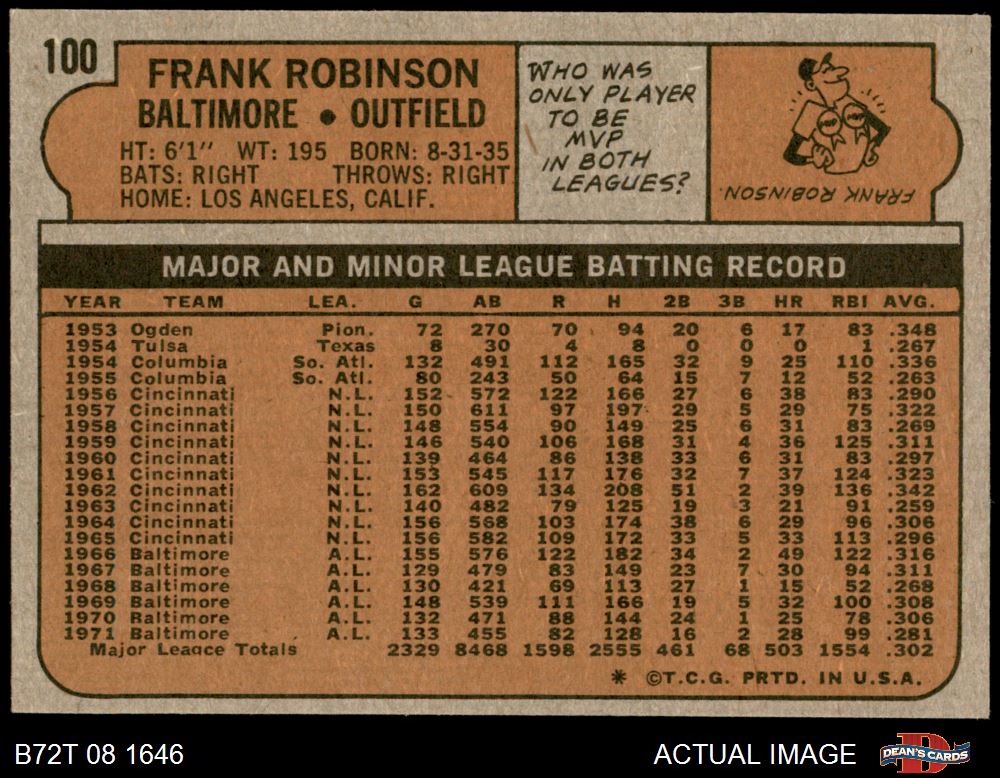 100
FRANK ROBINSON
BALTIMORE • OUTFIELD
HT: 6'1" WT: 195 BORN: 8-31-35
BATS: RIGHT THROWS: RIGHT
HOME: LOS ANGELES, CALIF.
WHO WAS
ONLY PLAYER
TO BE
MVP
IN BOTH
LEAGUES?
FRANK ROBINSON.
MAJOR AND MINOR LEAGUE BATTING RECORD
YEAR TEAM LEA. G AB R H 2B 3B HR RBI AVG.
1953 Ogden Pion. 72 270 70 94 20 6 17 83 .348
1954 Tulsa Texas 8 30 4 8 0 0 0 1 .267
1954 Columbia So. Atl. 132 491 112 165 32 9 25 110 .336
1955 Columbia So. Atl. 80 243 50 64 15 7 12 52 .263
1956 Cincinnati N.L. 152 572 122 166 27 6 38 83 .290
1957 Cincinnati N.L. 150 611 97 197 29 5 29 75 .322
1958 Cincinnati N.L. 148 554 90 149 25 6 31 83 .269
1959 Cincinnati N.L. 146 540 106 168 31 4 36 125 .311
1960 Cincinnati N.L. 139 464 86 138 33 6 31 83 .297
1961 Cincinnati N.L. 153 545 117 176 32 7 37 124 .323
1962 Cincinnati N.L. 162 609 134 208 51 2 39 136 .342
1963 Cincinnati N.L. 140 482 79 125 19 3 21 91 .259
1964 Cincinnati N.L. 156 568 103 174 38 6 29 96 .306
1965 Cincinnati N.L. 156 582 109 172 33 5 33 113 .296
1966 Baltimore A.L. 155 576 122 182 34 2 49 122 .316
1967 Baltimore A.L. 129 479 83 149 23 7 30 94 .311
1968 Baltimore A.L. 130 421 69 113 27 1 15 52 .268
1969 Baltimore A.L. 148 539 111 166 19 5 32 100 .308
1970 Baltimore A.L. 132 471 88 144 24 1 25 78 .306
1971 Baltimore A.L. 133 455 82 128 16 2 28 99 .281
Major League Totals 2329 8468 1598 2555 461 68 503 1554 .302
* ©T.C.G. PRTD. IN U.S.A.
B72T 08 1646
ACTUAL IMAGE
DEAN'S CARDS